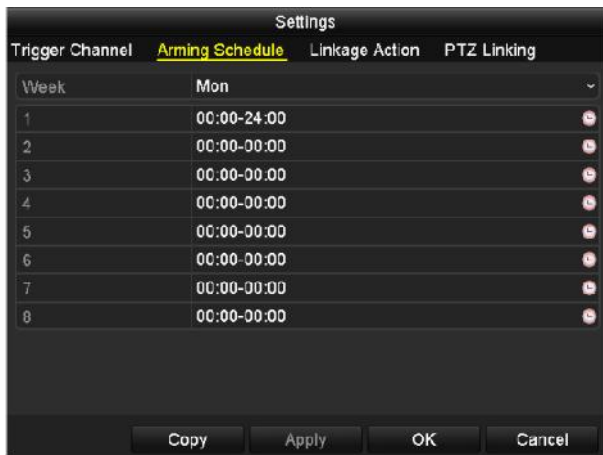 Settings
Trigger Channel Arming Schedule Linkage Action PTZ Linking
Week Mon
1 00:00-24:00
2 00:00-00:00
3 00:00-00:00
4 00:00-00:00
5 00:00-00:00
6 00:00-00:00
7 00:00-00:00
8 00:00-00:00
Copy Apply OK Cancel